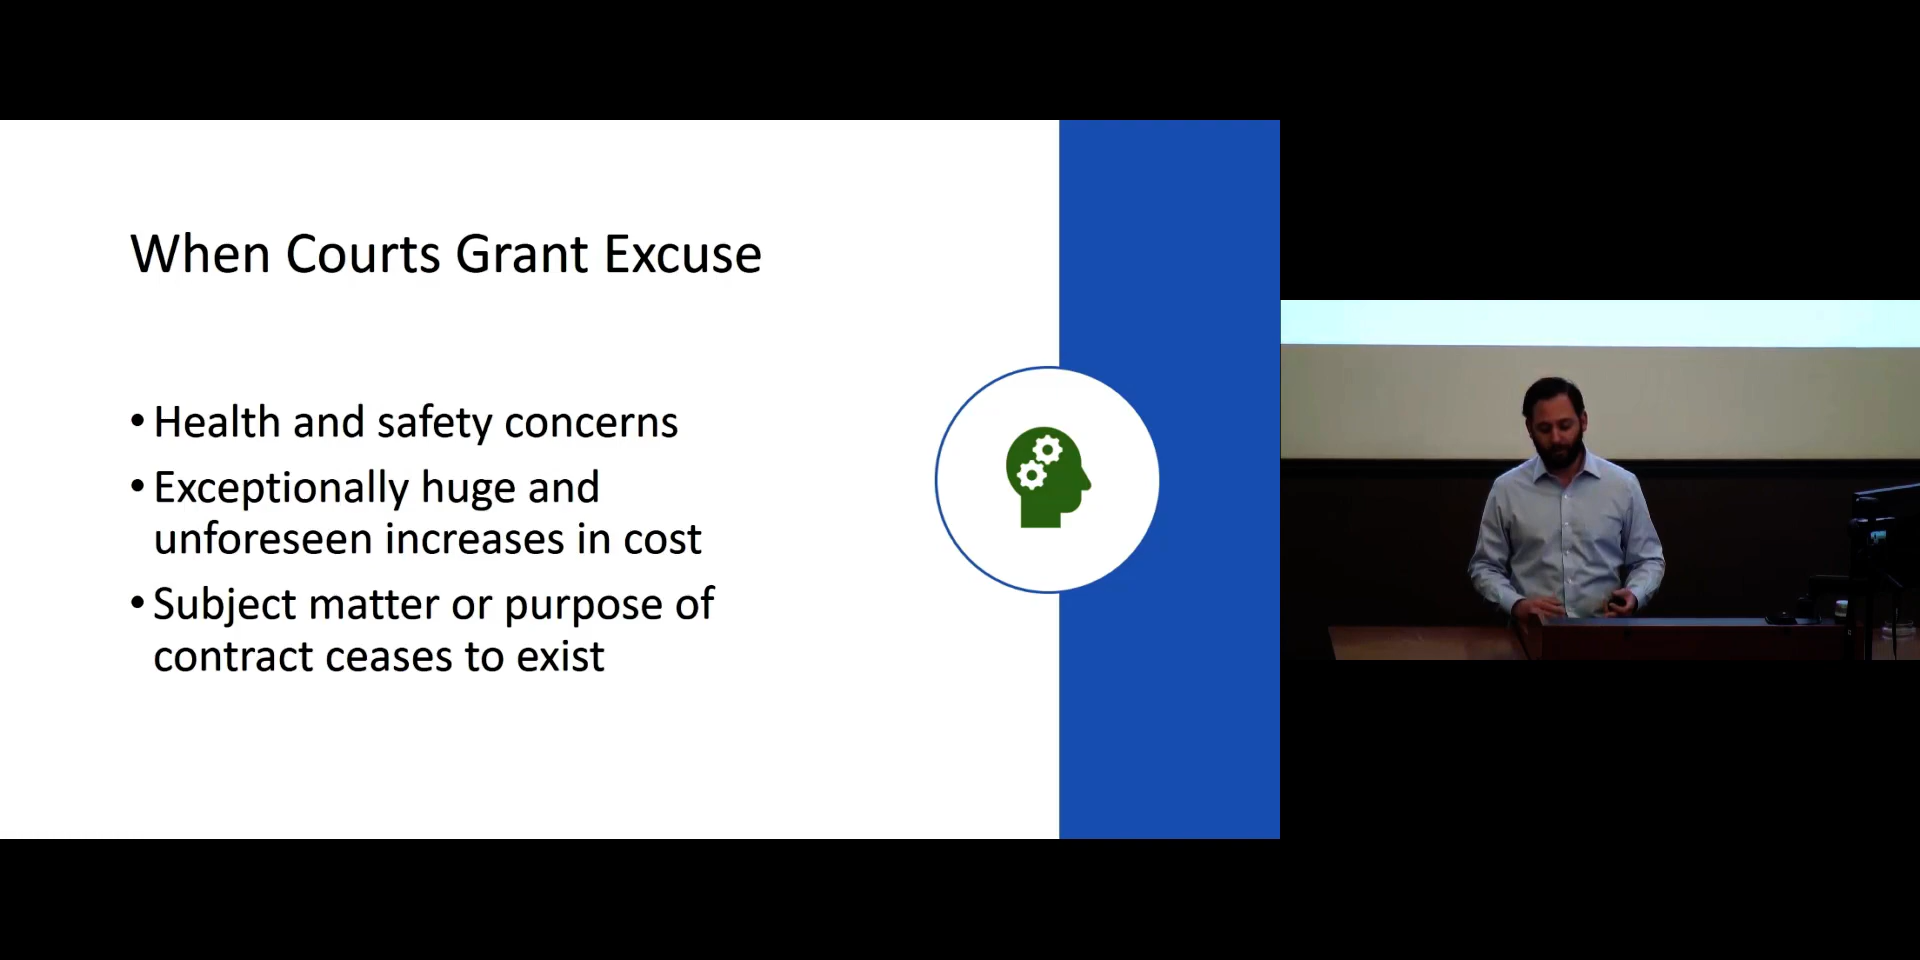 When Courts Grant Excuse
• Health and safety concerns
• Exceptionally huge and
unforeseen increases in cost
• Subject matter or purpose of
contract ceases to exist